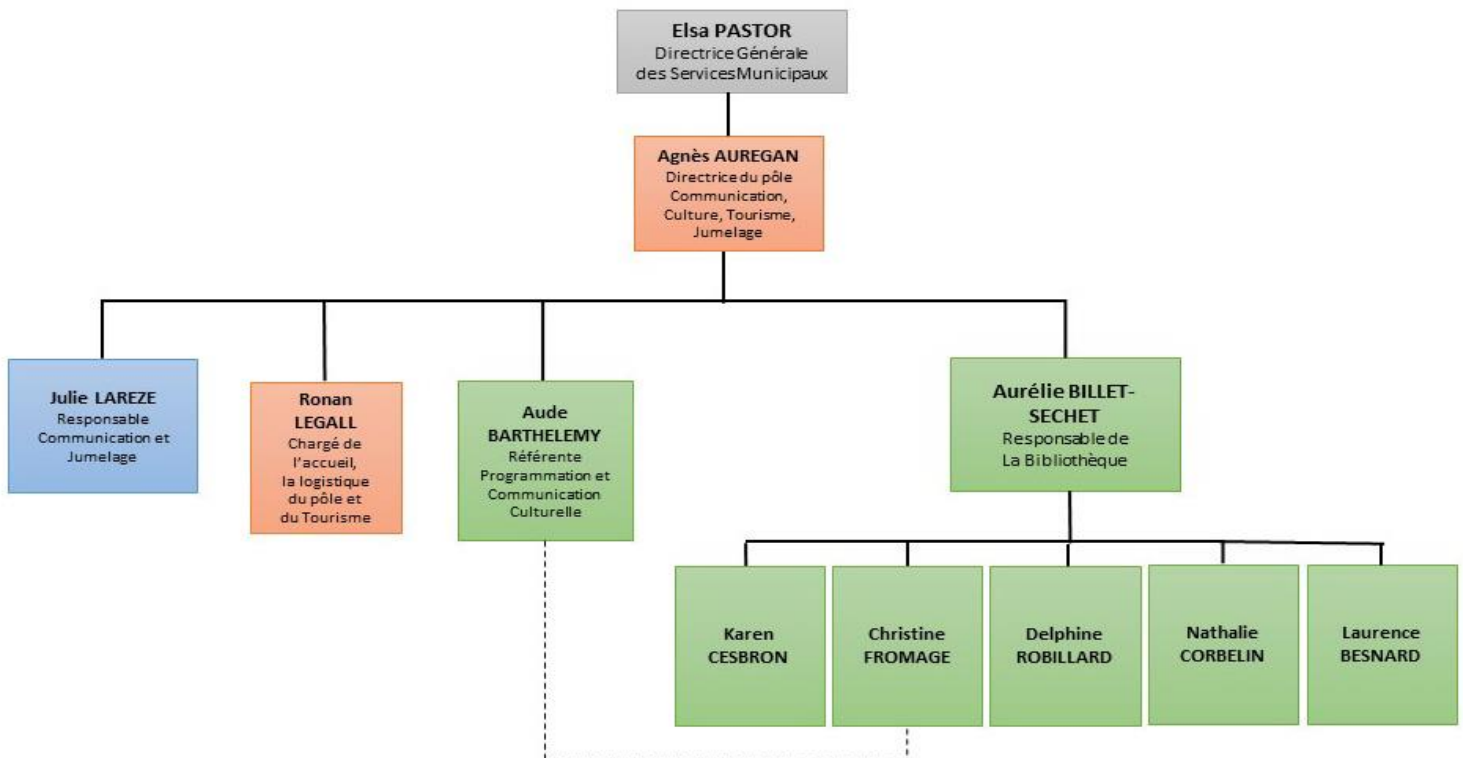 Elsa PASTOR
Directrice Générale
des Services Municipaux
Agnès AUREGAN
Directrice du pôle
Communication,
Culture, Tourisme,
Jumelage
Julie LAREZE
Responsable
Communication et
Jumelage
Ronan
LEGALL
Chargé de
l'accueil,
la logistique
du pôle et
du Tourisme
Aude
BARTHELEMY
Référente
Programmation et
Communication
Culturelle
Aurélie BILLET-
SECHET
Responsable de
La Bibliothèque
Karen
CESBRON
Christine
FROMAGE
Delphine
ROBILLARD
Nathalie
CORBELIN
Laurence
BESNARD